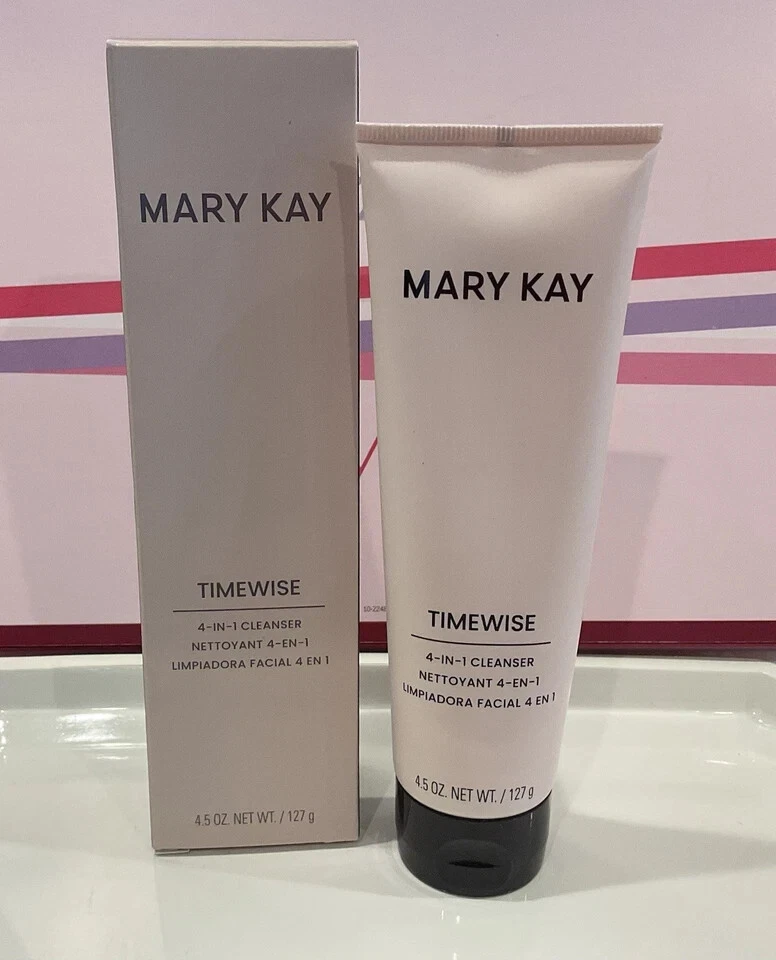 MARY KAY
TIMEWISE
4-IN-1 CLEANSER
NETTOYANT 4-EN-1
LIMPIADORA FACIAL 4 EN 1
4.5 OZ. NET WT. / 127 g
MARY KAY
TIMEWISE
4-IN-1 CLEANSER
NETTOYANT 4-EN-1
LIMPIADORA FACIAL 4 EN 1
4.5 OZ. NET WT. / 127 g